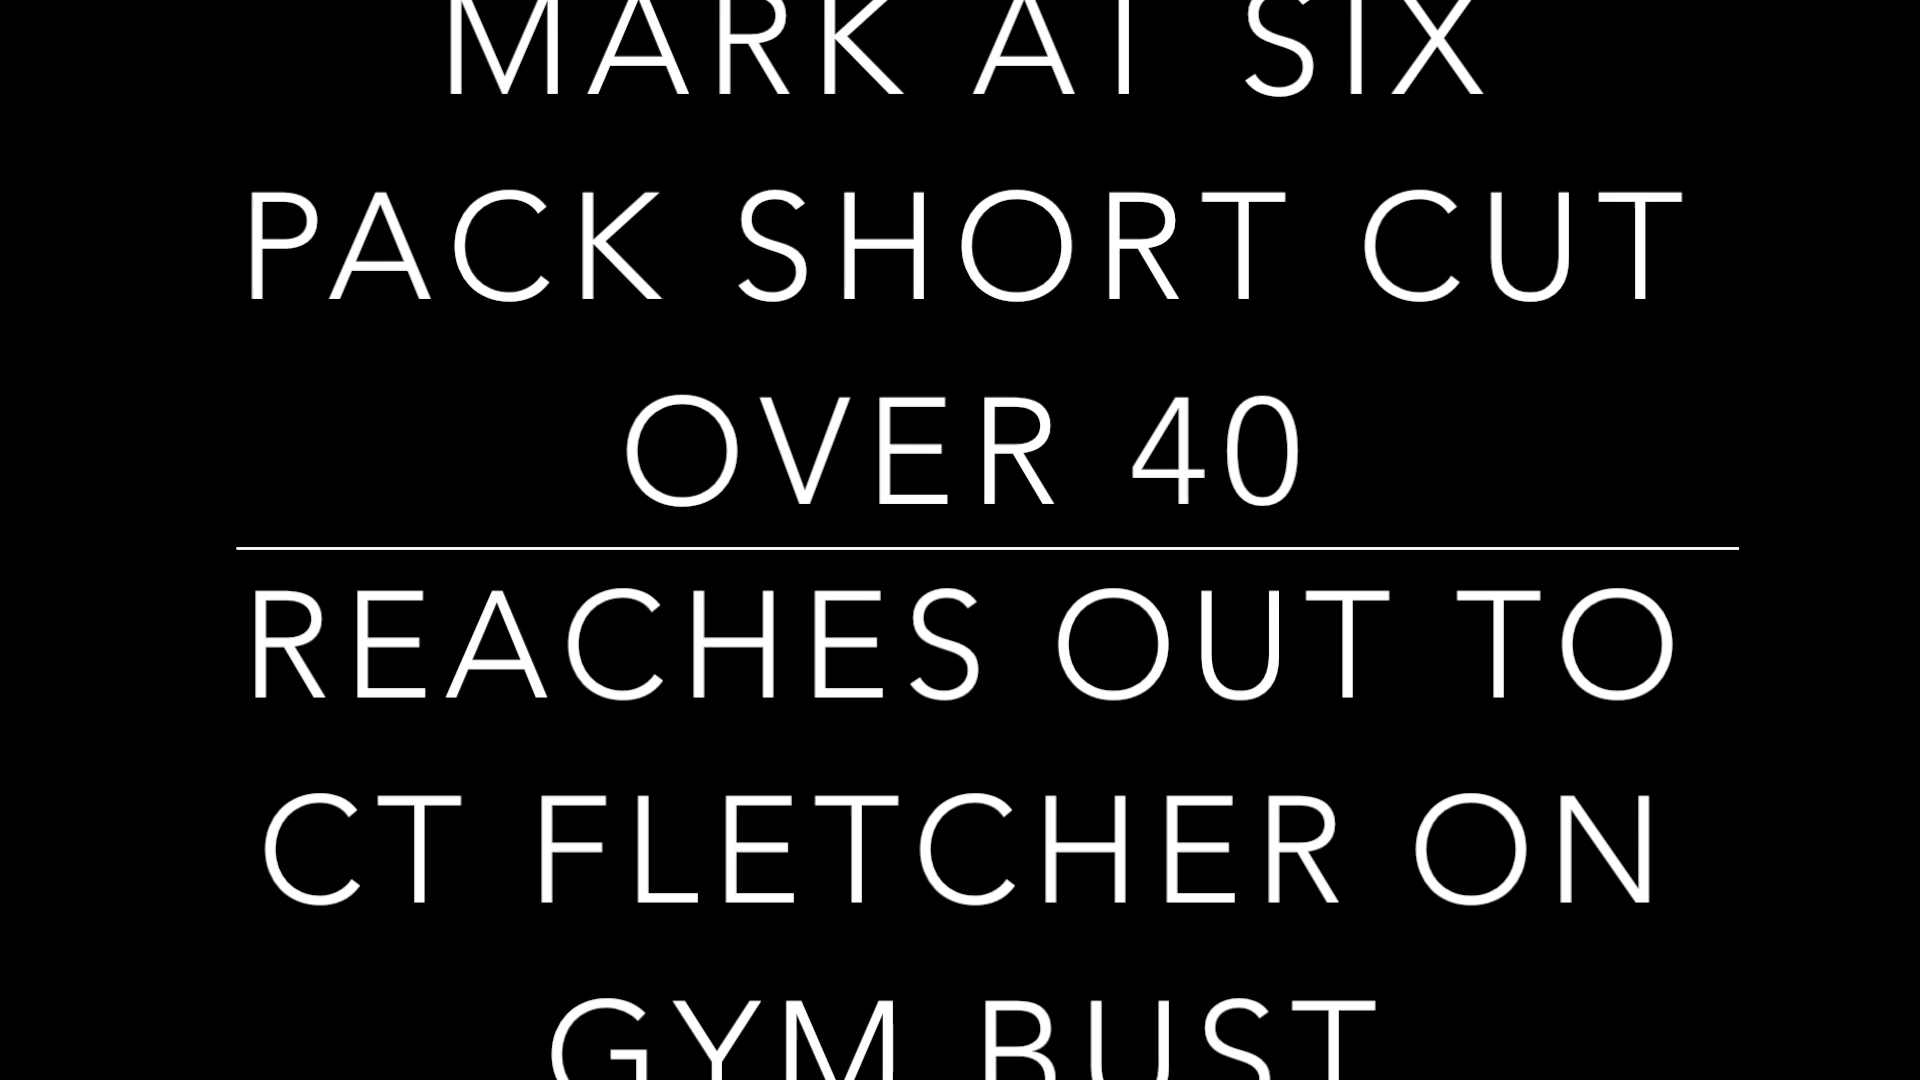 MARK AT SIX
PACK SHORT CUT
OVER 40
REACHES OUT TO
CT FLETCHER ON
GYM BUST